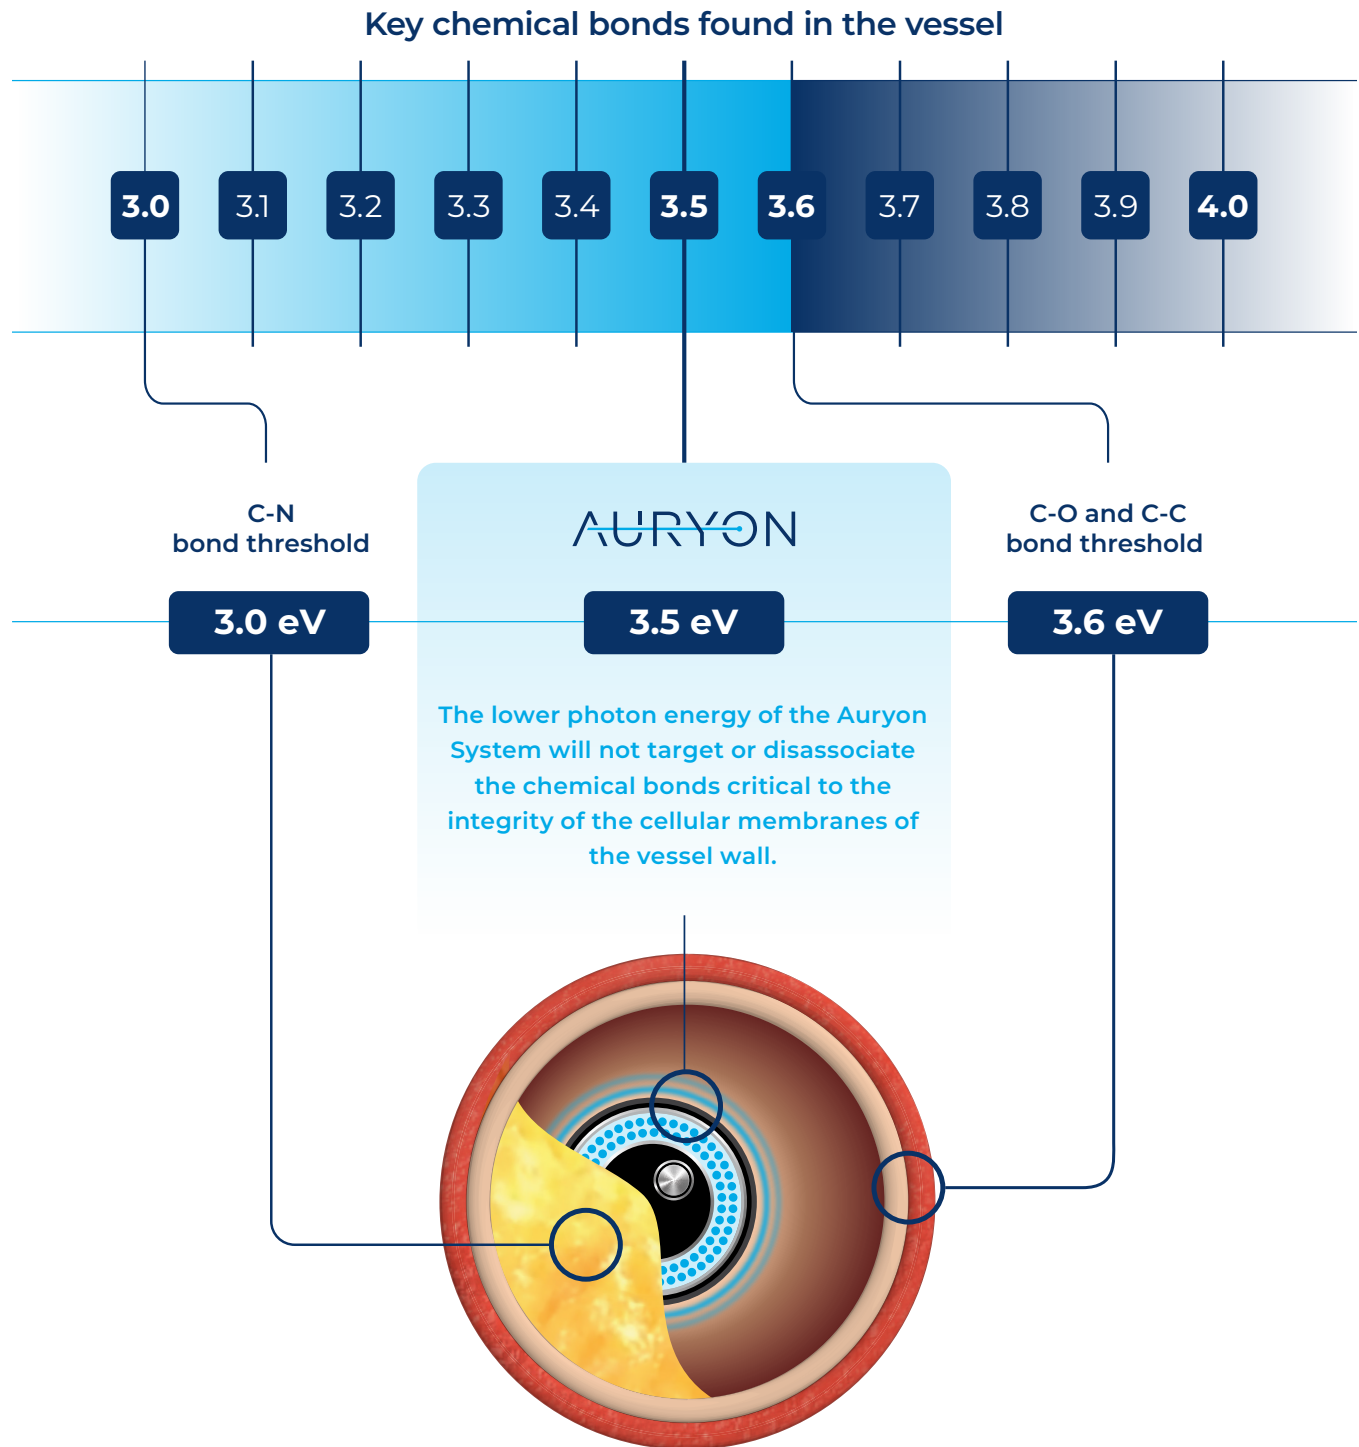 Key chemical bonds found in the vessel
3.0 3.1 3.2 3.3 3.4 3.5 3.6 3.7 3.8 3.9 4.0
C-N
bond threshold
3.0 eV
AURYON
3.5 eV
The lower photon energy of the Auryon
System will not target or disassociate
the chemical bonds critical to the
integrity of the cellular membranes of
the vessel wall.
C-O and C-C
bond threshold
3.6 eV